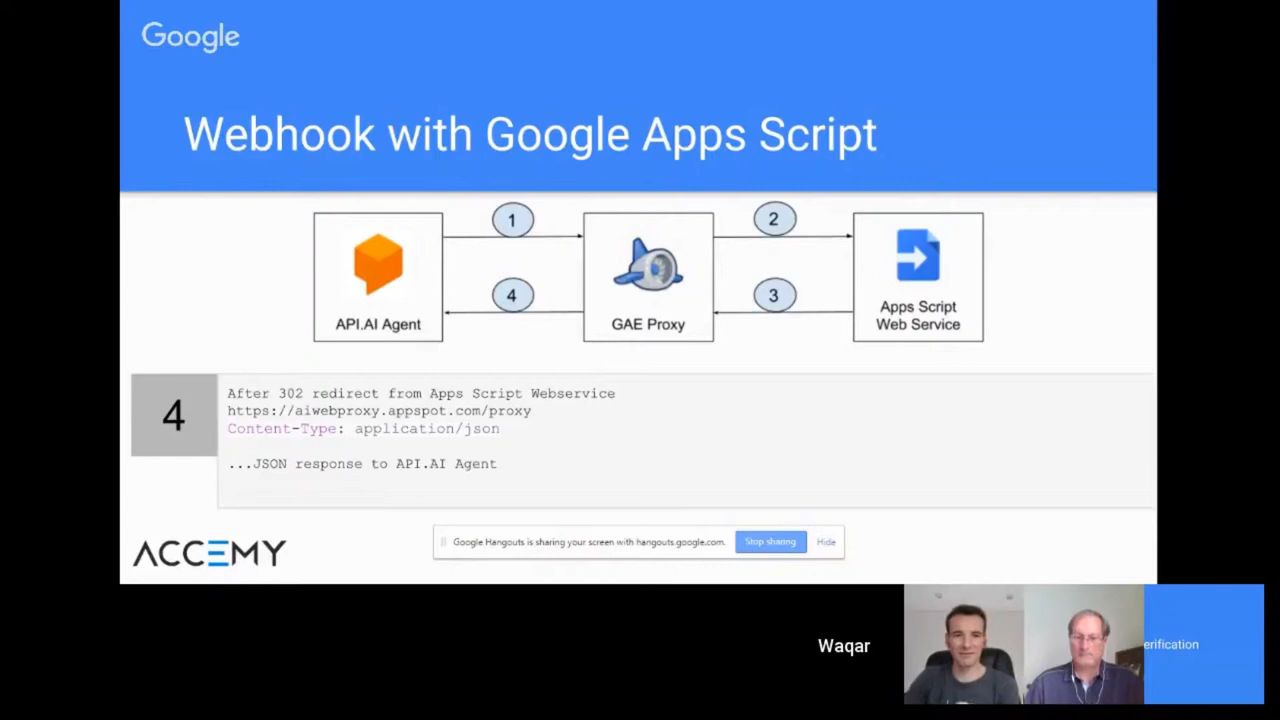 Google
Webhook with Google Apps Script
1
2
4
3
API.AI Agent
GAE Proxy
Apps Script
Web Service
4
After 302 redirect from Apps Script Webservice
https://aiwebproxy.appspot.com/proxy
Content-Type: application/json
...JSON response to API.AI Agent
ACCEMY
Google Hangouts is sharing your screen with hangouts.google.com.
Stop sharing
Hide
Waqar
erification